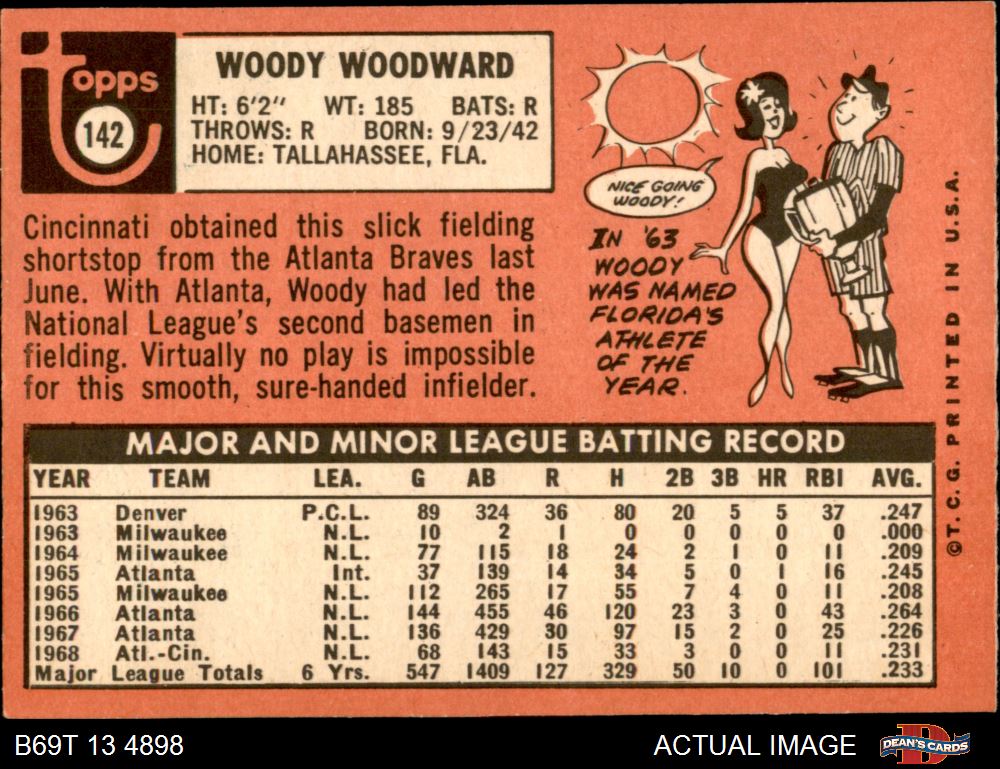 Topps
142
WOODY WOODWARD
HT: 6'2" WT: 185 BATS: R
THROWS: R BORN: 9/23/42
HOME: TALLAHASSEE, FLA.
Cincinnati obtained this slick fielding
shortstop from the Atlanta Braves last
June. With Atlanta, Woody had led the
National League's second basemen in
fielding. Virtually no play is impossible
for this smooth, sure-handed infielder.
NICE GOING
WOODY!
IN '63
WOODY
WAS NAMED
FLORIDA'S
ATHLETE
OF THE
YEAR.
©T.C.G. PRINTED IN U.S.A.
MAJOR AND MINOR LEAGUE BATTING RECORD
YEAR TEAM LEA. G AB R H 2B 3B HR RBI AVG.
1963 Denver P.C.L. 89 324 36 80 20 5 5 37 .247
1963 Milwaukee N.L. 10 2 1 0 0 0 0 0 .000
1964 Milwaukee N.L. 77 115 18 24 2 1 0 11 .209
1965 Atlanta Int. 37 139 14 34 5 0 1 16 .245
1965 Milwaukee N.L. 112 265 17 55 7 4 0 11 .208
1966 Atlanta N.L. 144 455 46 120 23 3 0 43 .264
1967 Atlanta N.L. 136 429 30 97 15 2 0 25 .226
1968 Atl.-Cin. N.L. 68 143 15 33 3 0 0 11 .231
Major League Totals 6 Yrs. 547 1409 127 329 50 10 0 101 .233
B69T 13 4898
ACTUAL IMAGE
DEAN'S CARDS